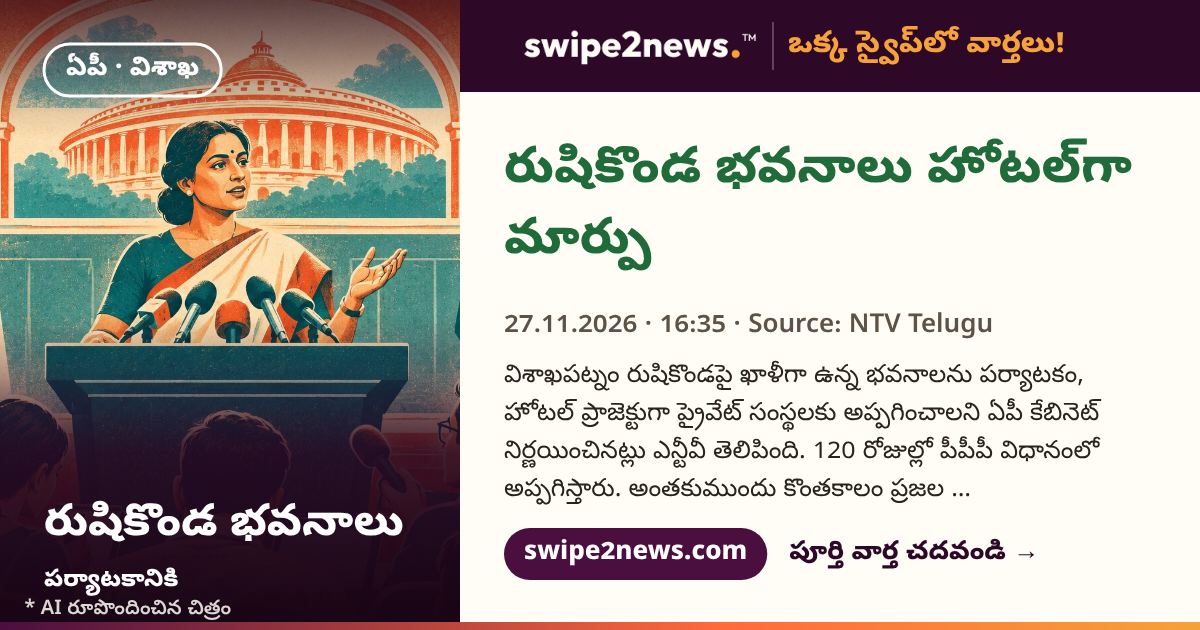 ఏపీ · విశాఖ
swipe2news.™ ఒక్క స్వైప్‌లో వార్తలు!
రుషికొండ భవనాలు హోటల్‌గా
మార్పు
27.11.2026 · 16:35 · Source: NTV Telugu
విశాఖపట్నం రుషికొండపై ఖాళీగా ఉన్న భవనాలను పర్యాటకం,
హోటల్ ప్రాజెక్టుగా ప్రైవేట్ సంస్థలకు అప్పగించాలని ఏపీ కేబినెట్
నిర్ణయించినట్లు ఎన్టీవీ తెలిపింది. 120 రోజుల్లో పీపీపీ విధానంలో
అప్పగిస్తారు. అంతకుముందు కొంతకాలం ప్రజల ...
swipe2news.com పూర్తి వార్త చదవండి →
రుషికొండ భవనాలు
పర్యాటకానికి
* AI రూపొందించిన చిత్రం